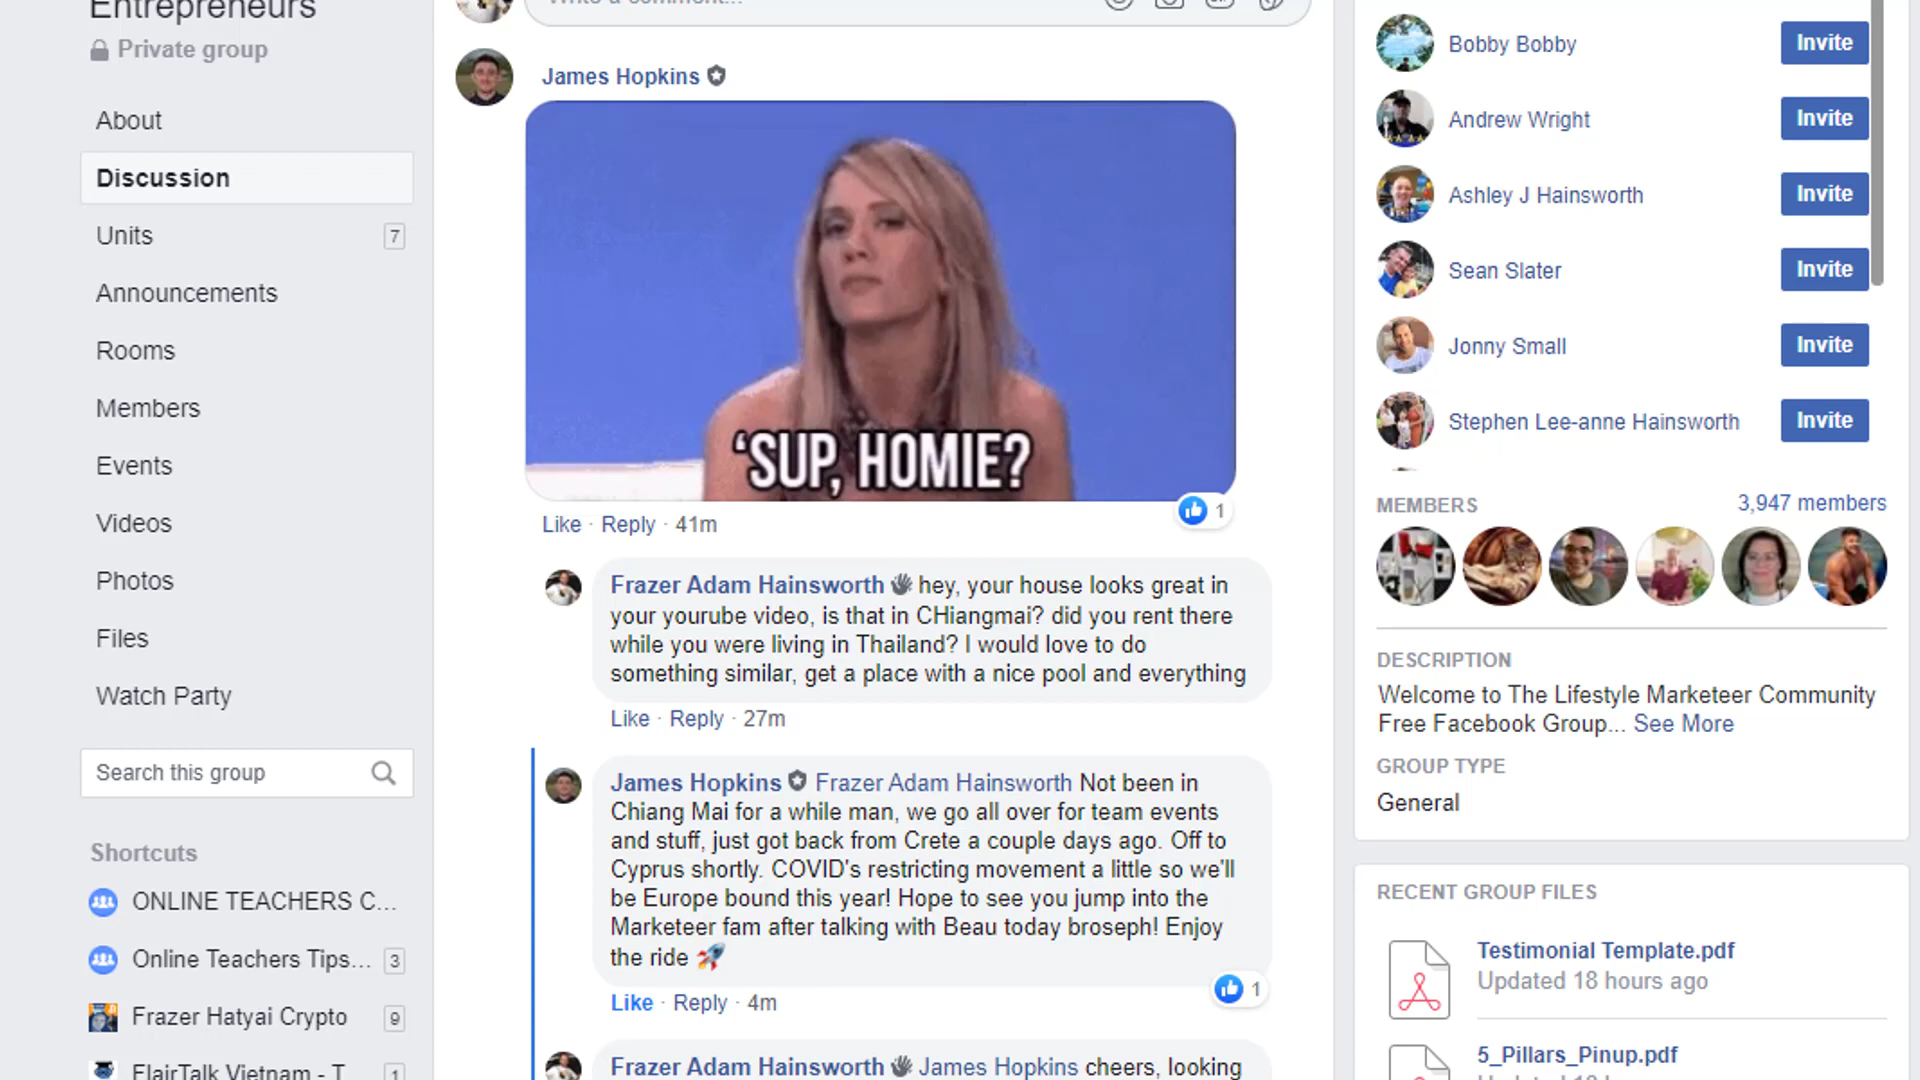 Entrepreneurs
Private group
About
Discussion
Units
7
Announcements
Rooms
Members
Events
Videos
Photos
Files
Watch Party
Search this group
Shortcuts
ONLINE TEACHERS C...
Online Teachers Tips... 3
Frazer Hatyai Crypto 9
FlairTalk Vietnam - T 1
Write a comment...
James Hopkins
'SUP, HOMIE?
1
Like · Reply · 41m
Frazer Adam Hainsworth hey, your house looks great in
your yourube video, is that in CHiangmai? did you rent there
while you were living in Thailand? I would love to do
something similar, get a place with a nice pool and everything
Like · Reply · 27m
James Hopkins Frazer Adam Hainsworth Not been in
Chiang Mai for a while man, we go all over for team events
and stuff, just got back from Crete a couple days ago. Off to
Cyprus shortly. COVID's restricting movement a little so we'll
be Europe bound this year! Hope to see you jump into the
Marketeer fam after talking with Beau today broseph! Enjoy
the ride 🚀
1
Like · Reply · 4m
Frazer Adam Hainsworth James Hopkins cheers, looking
Bobby Bobby Invite
Andrew Wright Invite
Ashley J Hainsworth Invite
Sean Slater Invite
Jonny Small Invite
Stephen Lee-anne Hainsworth Invite
MEMBERS 3,947 members
DESCRIPTION
Welcome to The Lifestyle Marketeer Community
Free Facebook Group... See More
GROUP TYPE
General
RECENT GROUP FILES
Testimonial Template.pdf
Updated 18 hours ago
5_Pillars_Pinup.pdf